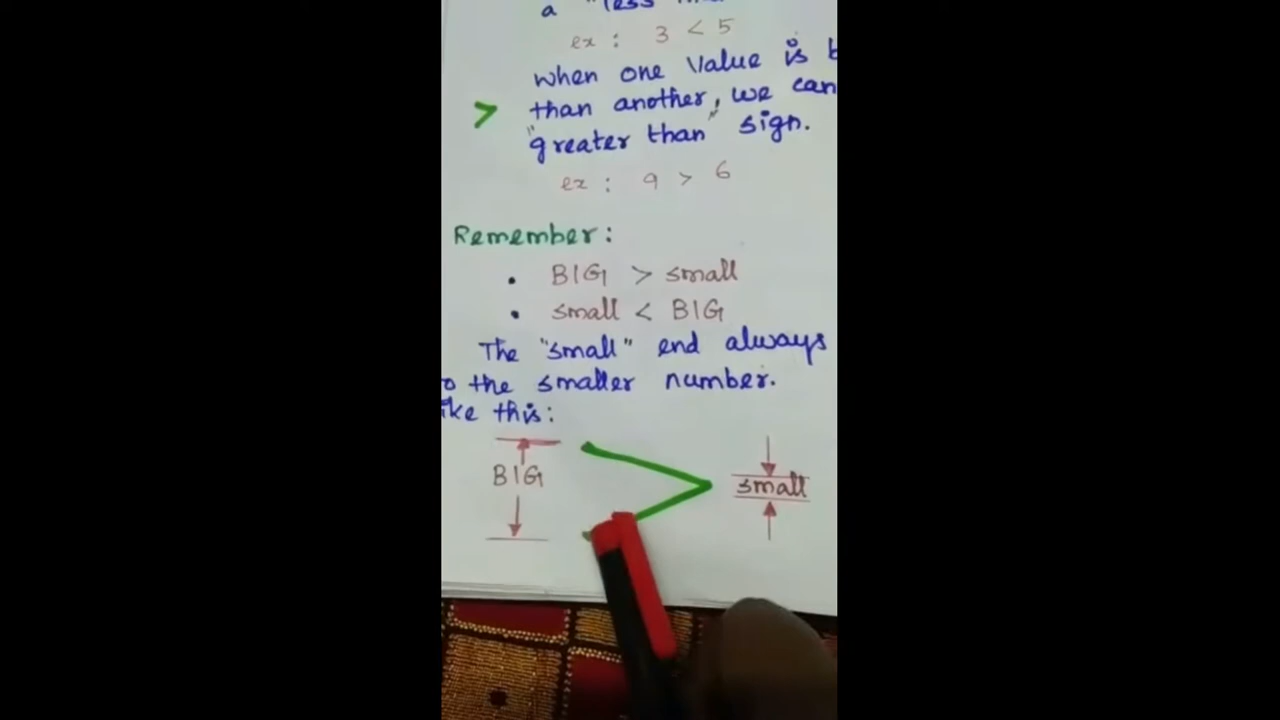 a "less
ex : 3 < 5
when one value is
> than another, we can
"greater than" sign.
ex : 9 > 6
Remember:
• BIG > small
• small < BIG
The "small" end always
the smaller number.
this:
BIG small